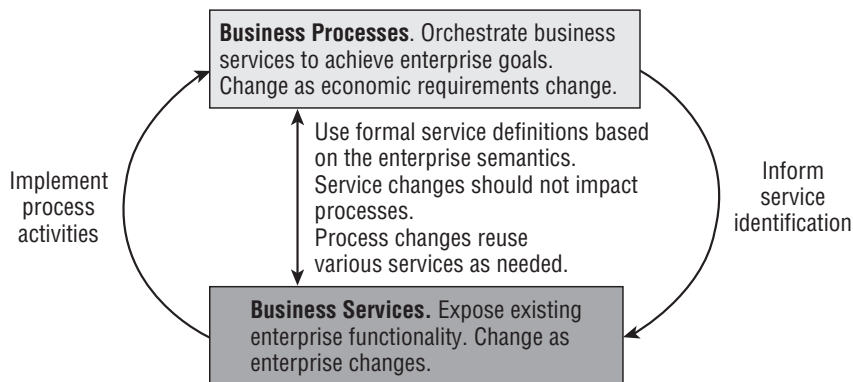 Business Processes. Orchestrate business
services to achieve enterprise goals.
Change as economic requirements change.
Use formal service definitions based
on the enterprise semantics.
Service changes should not impact
processes.
Process changes reuse
various services as needed.
Implement
process
activities
Inform
service
identification
Business Services. Expose existing
enterprise functionality. Change as
enterprise changes.